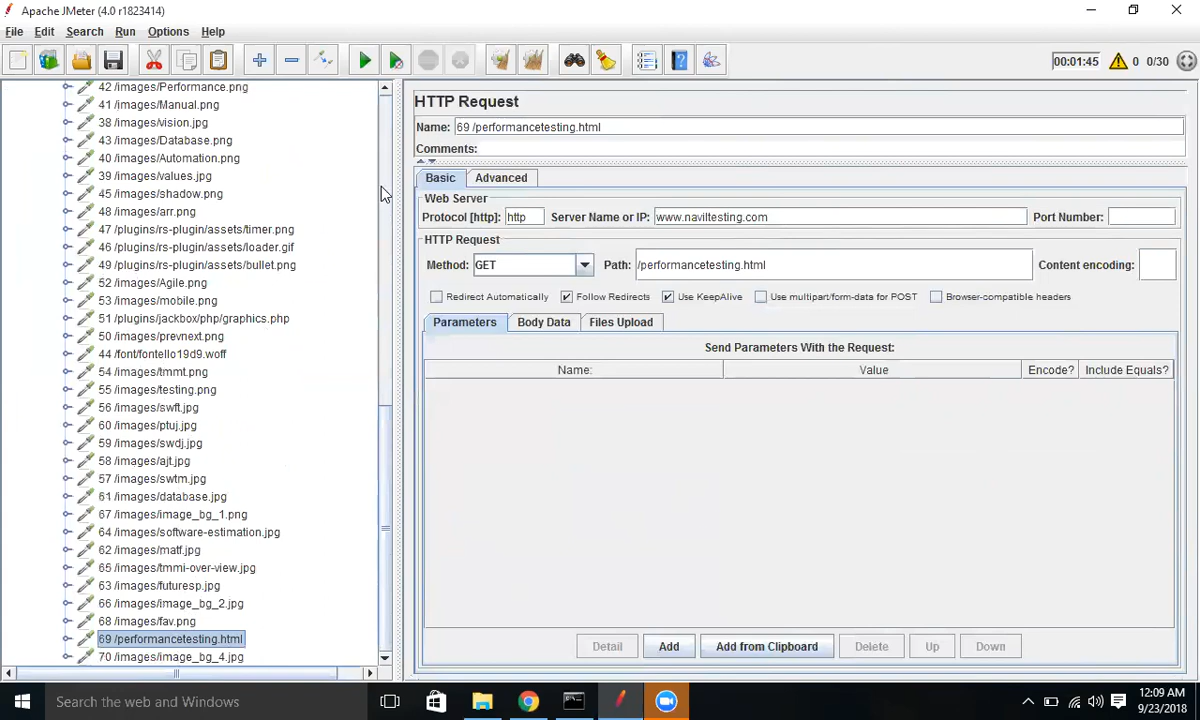 Apache JMeter (4.0 r1823414)
File Edit Search Run Options Help
00:01:45 0 0/30
42 /images/Performance.png
41 /images/Manual.png
38 /images/vision.jpg
43 /images/Database.png
40 /images/Automation.png
39 /images/values.jpg
45 /images/shadow.png
48 /images/arr.png
47 /plugins/rs-plugin/assets/timer.png
46 /plugins/rs-plugin/assets/loader.gif
49 /plugins/rs-plugin/assets/bullet.png
52 /images/Agile.png
53 /images/mobile.png
51 /plugins/jackbox/php/graphics.php
50 /images/prevnext.png
44 /font/fontello19d9.woff
54 /images/tmmt.png
55 /images/testing.png
56 /images/swft.jpg
60 /images/ptuj.jpg
59 /images/swdj.jpg
58 /images/ajt.jpg
57 /images/swtm.jpg
61 /images/database.jpg
67 /images/image_bg_1.png
64 /images/software-estimation.jpg
62 /images/matf.jpg
65 /images/tmmi-over-view.jpg
63 /images/futuresp.jpg
66 /images/image_bg_2.jpg
68 /images/fav.png
69 /performancetesting.html
70 /images/image_bg_4.jpg
HTTP Request
Name: 69 /performancetesting.html
Comments:
Basic Advanced
Web Server
Protocol [http]: http Server Name or IP: www.naviltesting.com Port Number:
HTTP Request
Method: GET Path: /performancetesting.html Content encoding:
Redirect Automatically Follow Redirects Use KeepAlive Use multipart/form-data for POST Browser-compatible headers
Parameters Body Data Files Upload
Send Parameters With the Request:
Name: Value Encode? Include Equals?
Detail Add Add from Clipboard Delete Up Down
Search the web and Windows
12:09 AM
9/23/2018